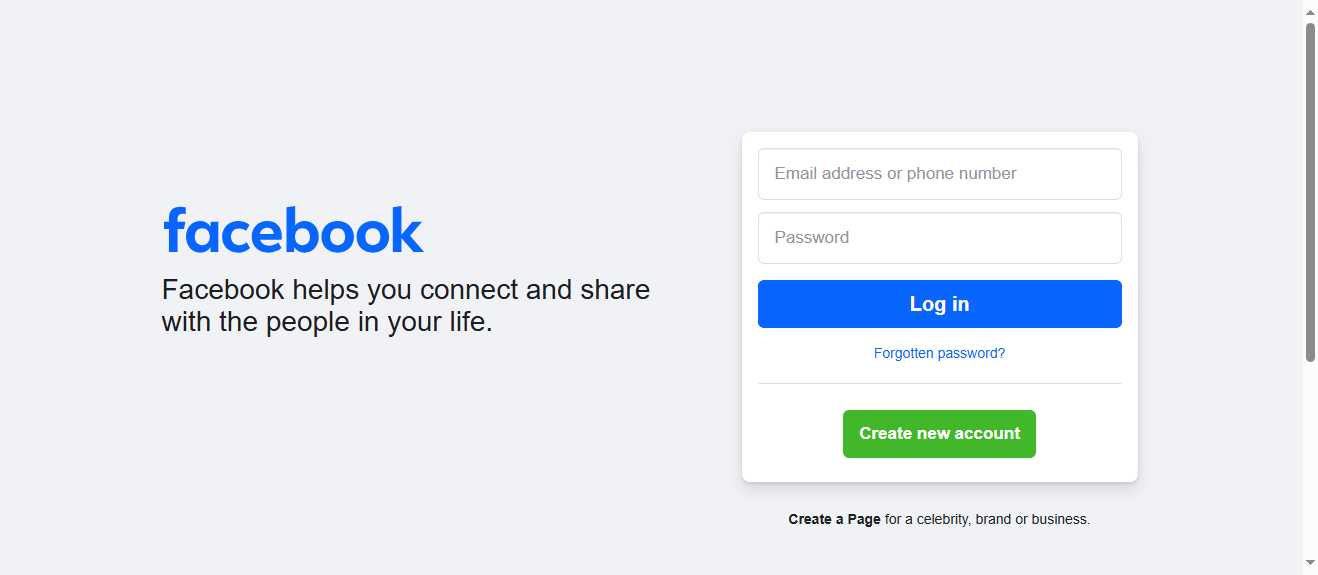 facebook
Facebook helps you connect and share
with the people in your life.
Email address or phone number
Password
Log in
Forgotten password?
Create new account
Create a Page for a celebrity, brand or business.